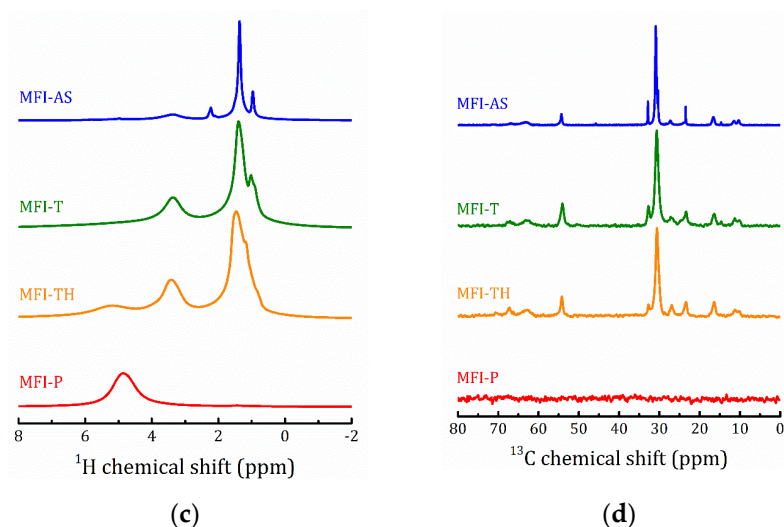 MFI-AS
MFI-T
MFI-TH
MFI-P
8 6 4 2 0 -2
¹H chemical shift (ppm)
(c)
MFI-AS
MFI-T
MFI-TH
MFI-P
80 70 60 50 40 30 20 10 0
¹³C chemical shift (ppm)
(d)